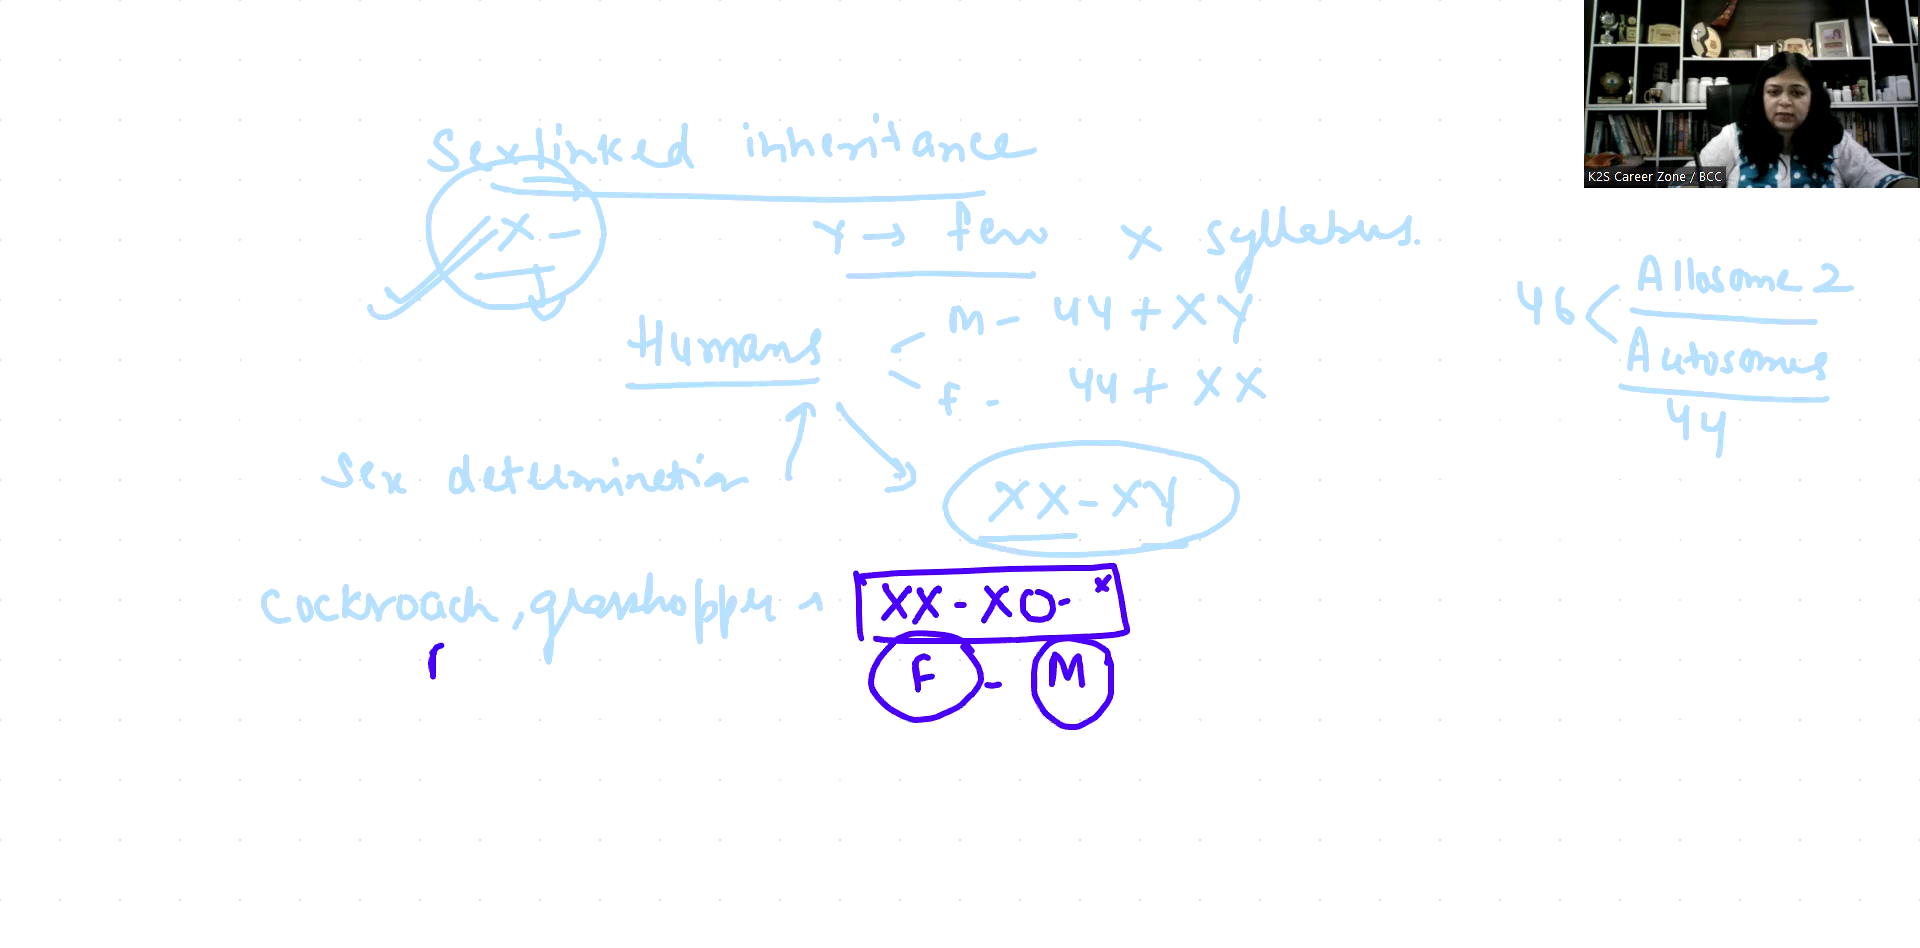 Sexlinked inheritance
X - Y → few X syllabus.
Humans < M - 44 + XY
F - 44 + XX
46 < Allosome 2
Autosomes
44
Sex determination
XX - XY
Cockroach, grasshopper XX - XO - x
F - M
K2S Career Zone / BCC